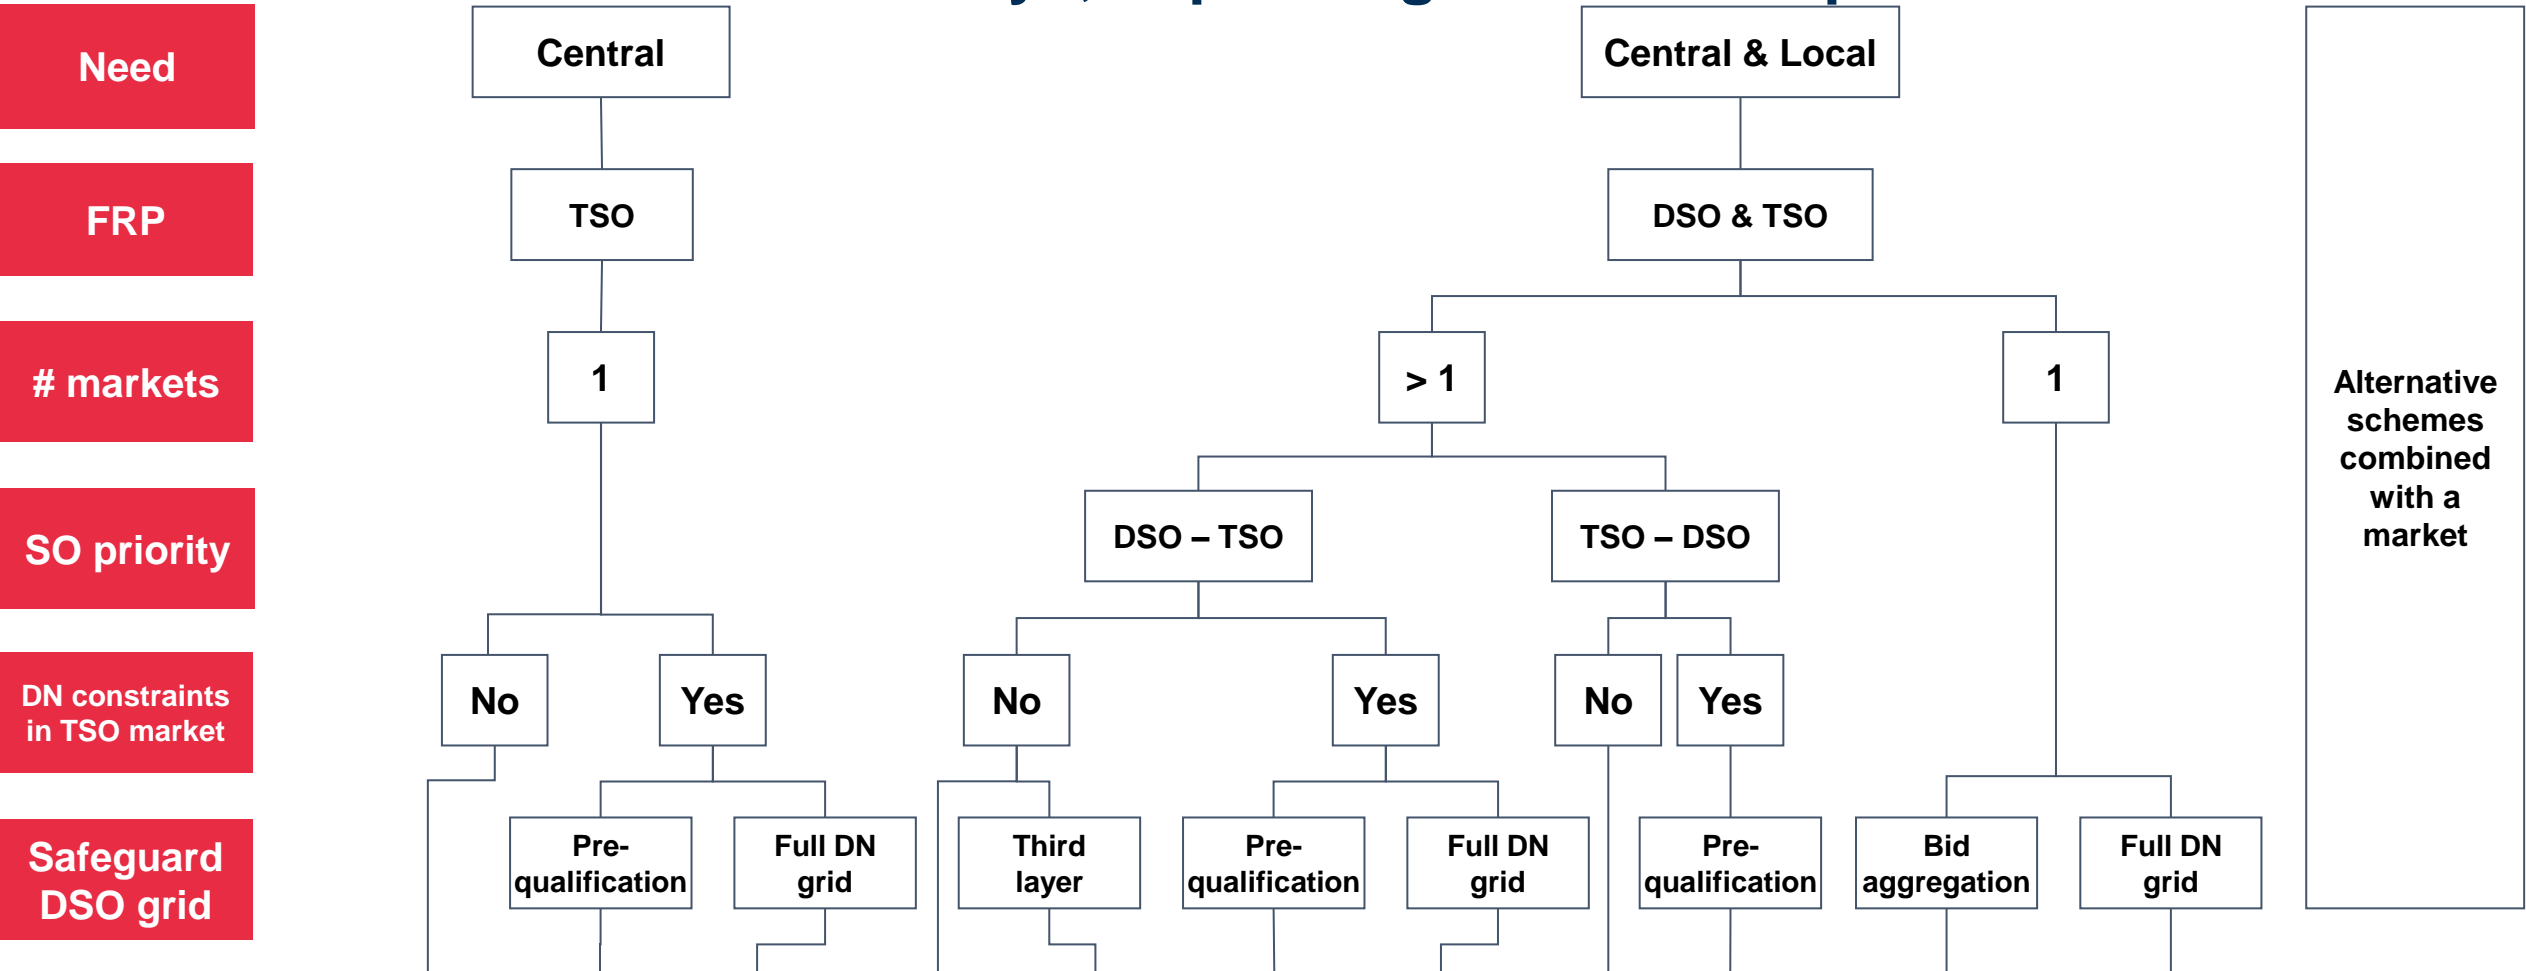 Need
Central
Central & Local
FRP
TSO
DSO & TSO
# markets
1
> 1
1
Alternative
schemes
combined
with a
market
SO priority
DSO – TSO
TSO – DSO
DN constraints
in TSO market
No
Yes
No
Yes
No
Yes
Safeguard
DSO grid
Pre-
qualification
Full DN
grid
Third
layer
Pre-
qualification
Full DN
grid
Pre-
qualification
Bid
aggregation
Full DN
grid